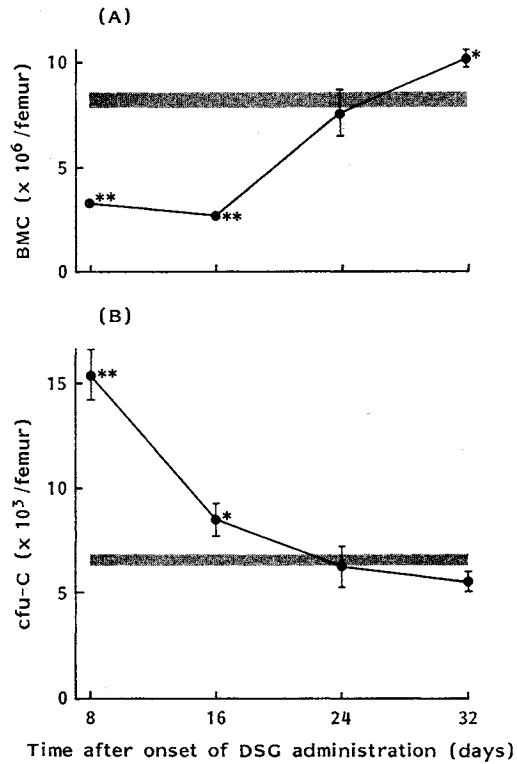 (A)
10
5
0
BMC (x 10⁶/femur)
**
**
*
(B)
15
10
5
0
cfu-C (x 10³/femur)
**
*
8 16 24 32
Time after onset of DSG administration (days)